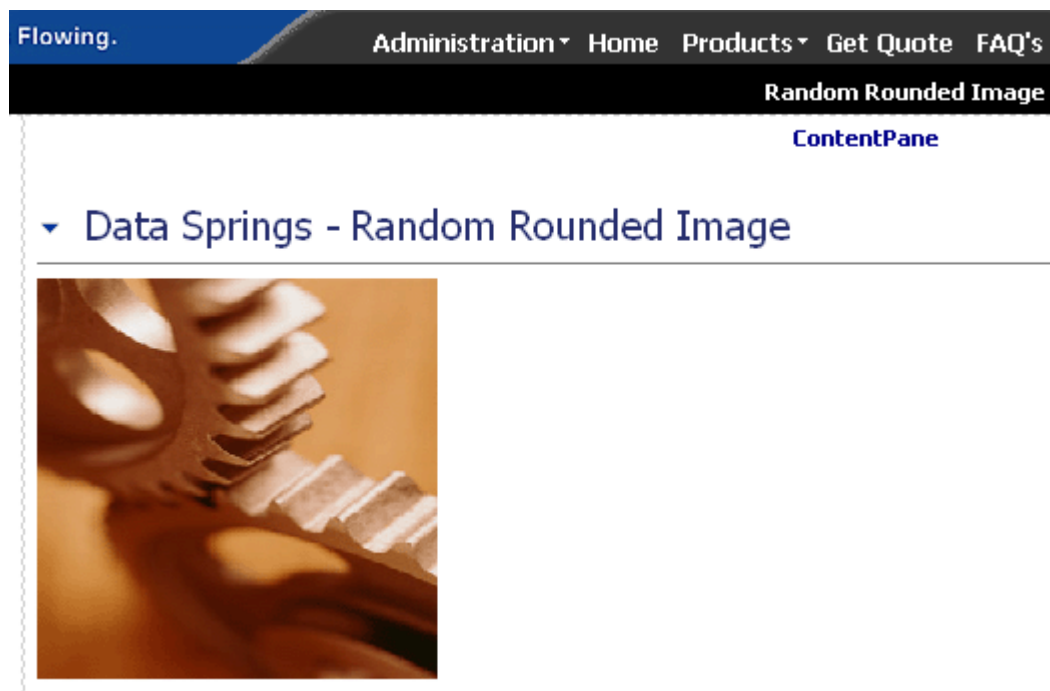 Flowing.
Administration Home Products Get Quote FAQ's
Random Rounded Image
ContentPane
Data Springs - Random Rounded Image